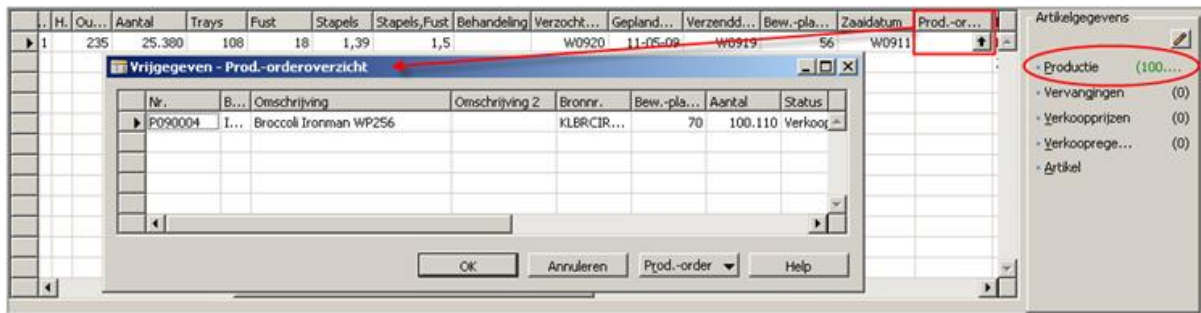 .. H. Ou... Aantal Trays Fust Stapels Stapels,Fust Behandeling Verzocht... Gepland... Verzendd... Bew.-pla... Zaaidatum Prod.-or...
1 235 25.380 108 18 1,39 1,5 W0920 11-05-09 W0919 56 W0911
Vrijgegeven - Prod.-orderoverzicht
Nr. B... Omschrijving Omschrijving 2 Bronnr. Bew.-pla... Aantal Status
P090004 I... Broccoli Ironman WP256 KLBRCIR... 70 100.110 Verkoop
OK Annuleren Prod.-order Help
Artikelgegevens
Productie (100....
Vervangingen (0)
Verkoopprijzen (0)
Verkooprege... (0)
Artikel